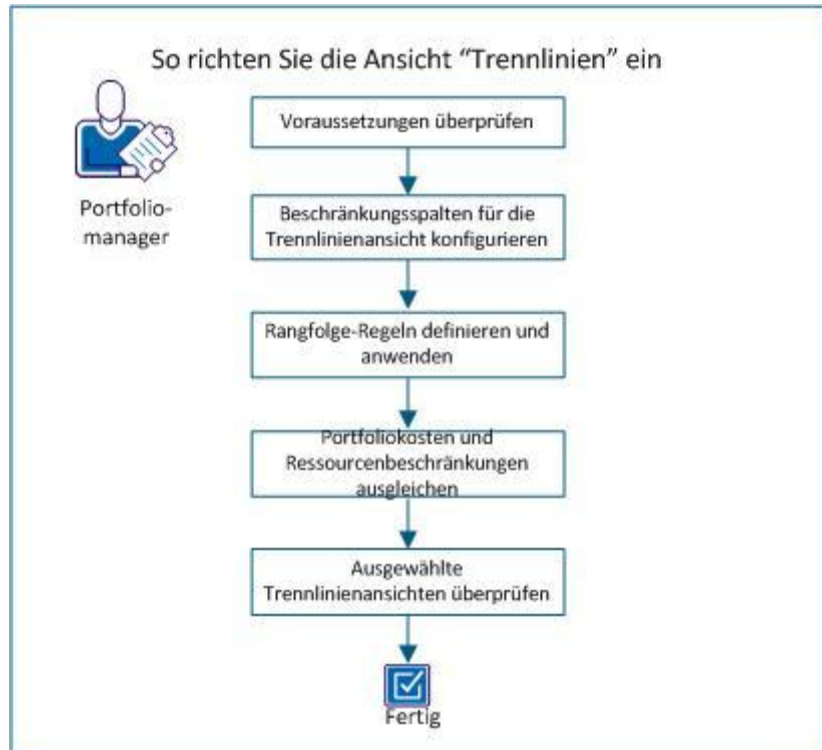 So richten Sie die Ansicht “Trennlinien” ein
Portfolio-
manager
Voraussetzungen überprüfen
Beschränkungsspalten für die
Trennlinienansicht konfigurieren
Rangfolge-Regeln definieren und
anwenden
Portfoliokosten und
Ressourcenbeschränkungen
ausgleichen
Ausgewählte
Trennlinienansichten überprüfen
Fertig